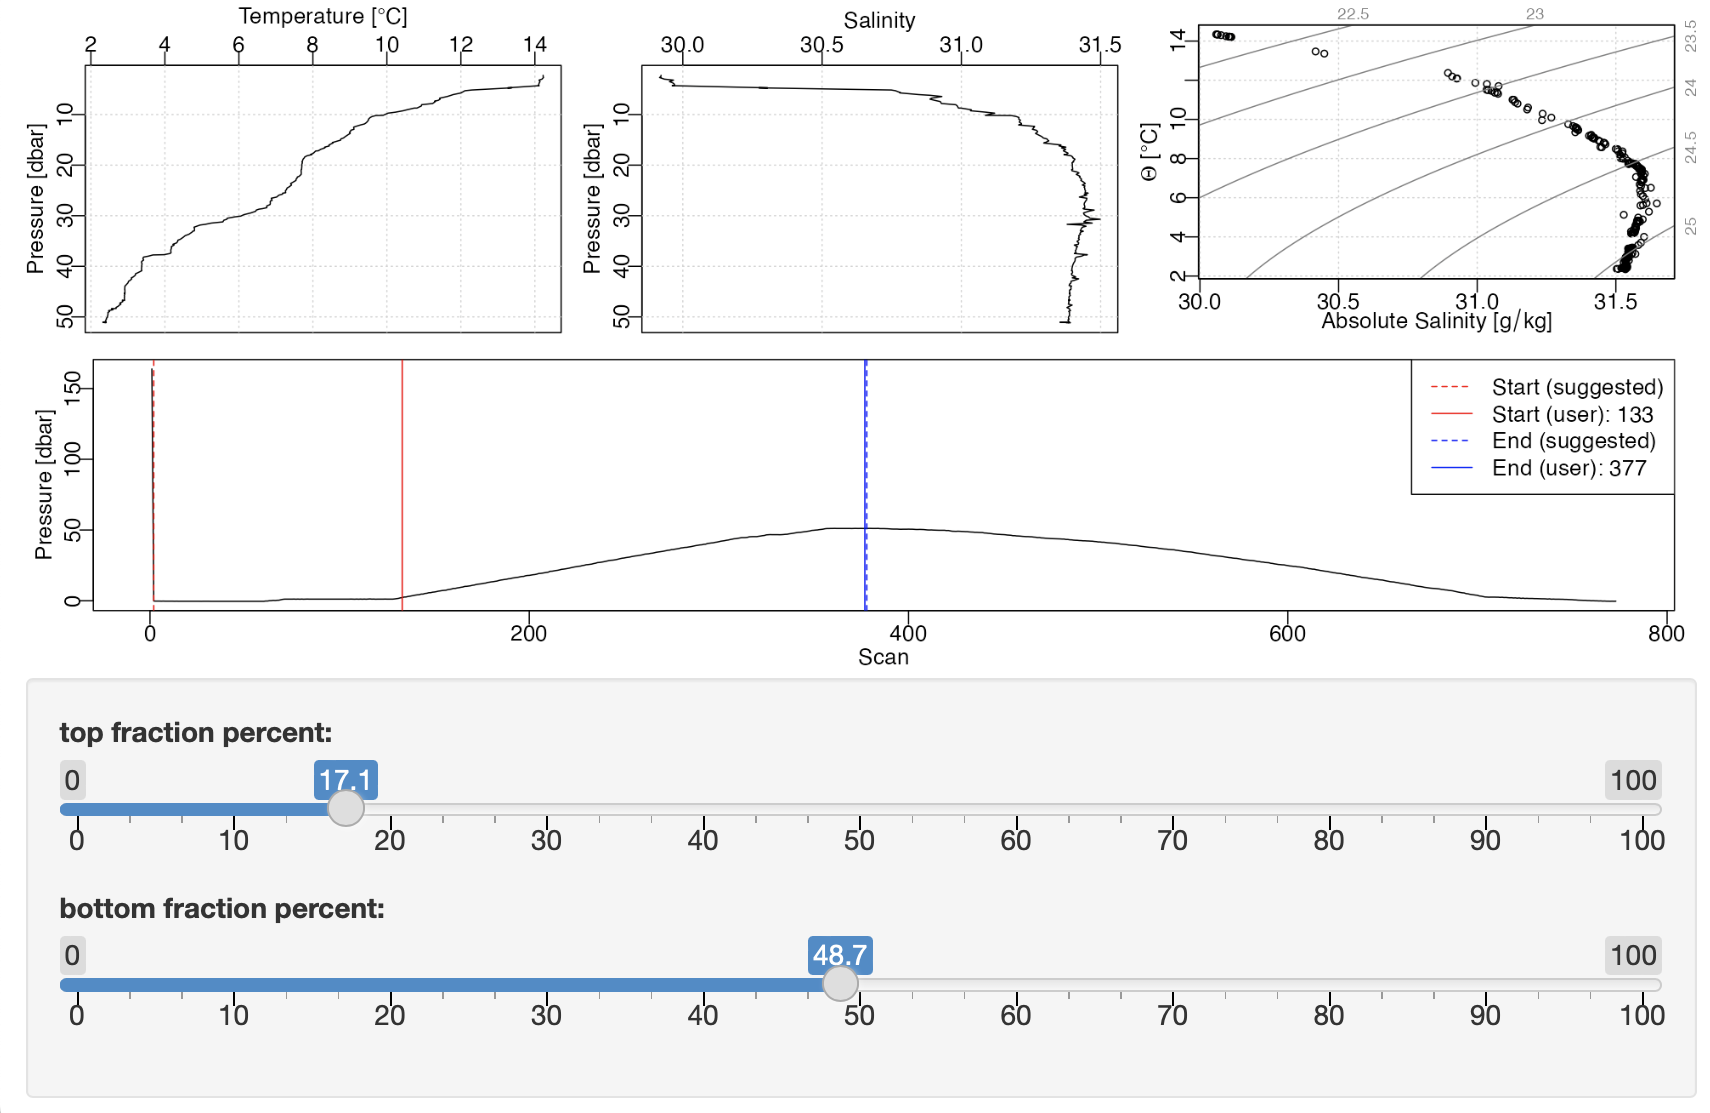 Temperature [°C]
2 4 6 8 10 12 14
Pressure [dbar]
10 20 30 40 50
Salinity
30.0 30.5 31.0 31.5
Pressure [dbar]
10 20 30 40 50
22.5 23
23.5 24 24.5 25
Θ [°C]
14 10 8 6 4 2
30.0 30.5 31.0 31.5
Absolute Salinity [g/kg]
Pressure [dbar]
150 100 50 0
Start (suggested)
Start (user): 133
End (suggested)
End (user): 377
0 200 400 600 800
Scan
top fraction percent:
0 17.1 100
0 10 20 30 40 50 60 70 80 90 100
bottom fraction percent:
0 48.7 100
0 10 20 30 40 50 60 70 80 90 100